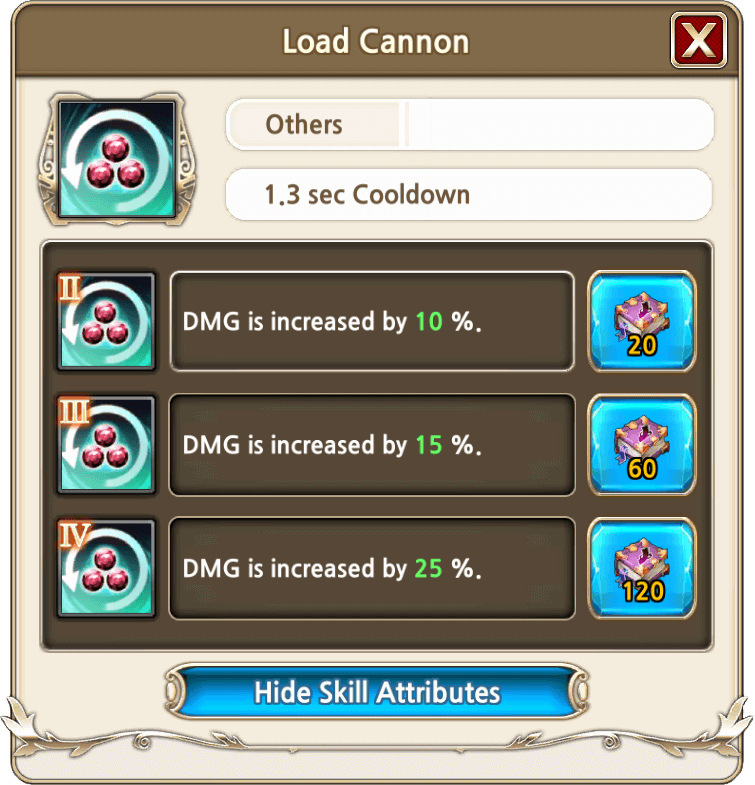 Load Cannon
X
Others
1.3 sec Cooldown
II
DMG is increased by 10 %.
20
III
DMG is increased by 15 %.
60
IV
DMG is increased by 25 %.
120
Hide Skill Attributes